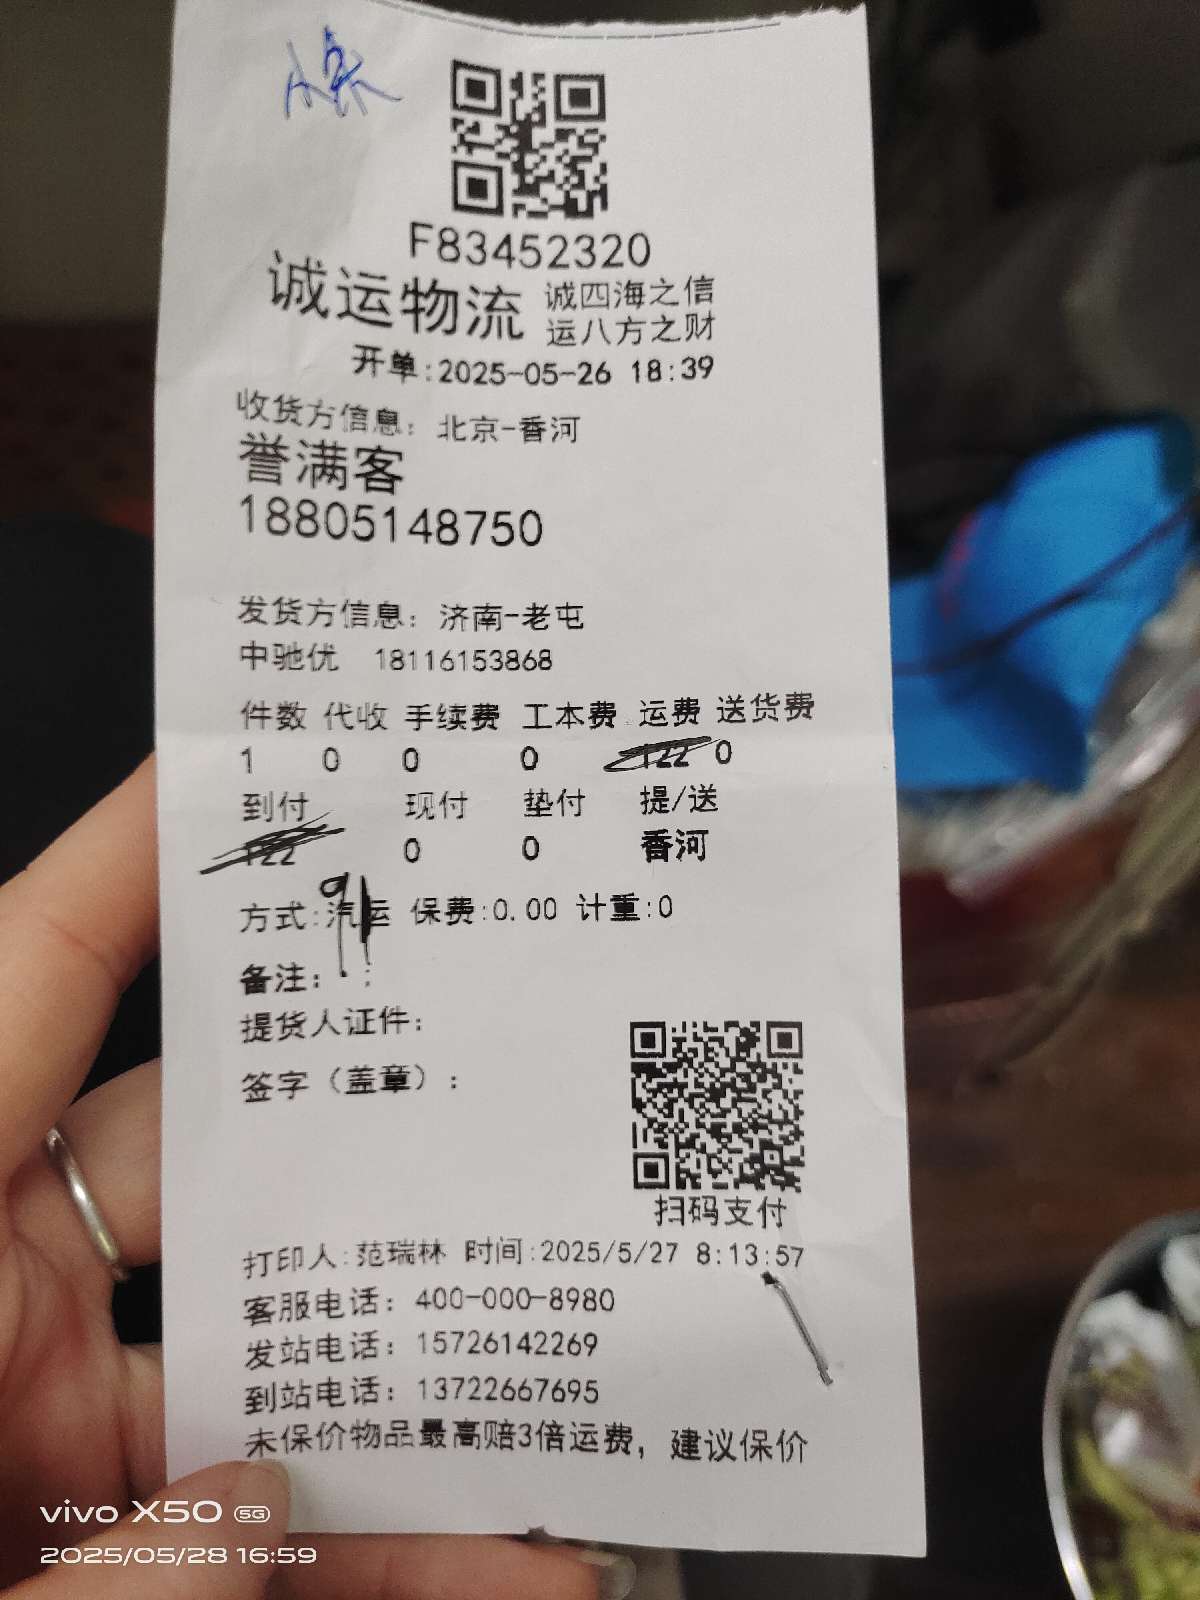 F83452320
诚运物流 诚四海之信
运八方之财
开单:2025-05-26 18:39
收货方信息: 北京-香河
誉满客
18805148750
发货方信息: 济南-老屯
中驰优 18116153868
件数 代收 手续费 工本费 运费 送货费
1 0 0 0 122 0
到付 现付 垫付 提/送
122 0 0 香河
91
方式:汽运 保费:0.00 计重:0
备注: ;
提货人证件:
签字（盖章）:
扫码支付
打印人:范瑞林 时间:2025/5/27 8:13:57
客服电话: 400-000-8980
发站电话: 15726142269
到站电话: 13722667695
未保价物品最高赔3倍运费, 建议保价
vivo X50 5G
2025/05/28 16:59